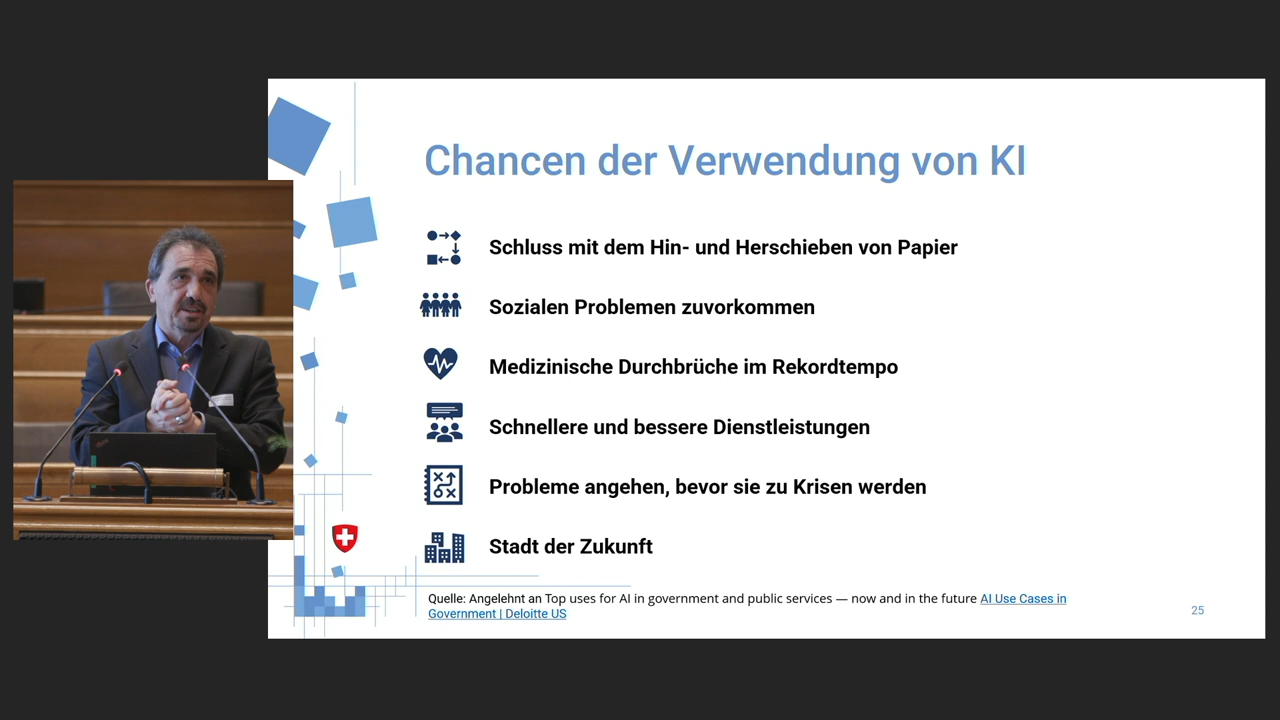 Chancen der Verwendung von KI
Schluss mit dem Hin- und Herschieben von Papier
Sozialen Problemen zuvorkommen
Medizinische Durchbrüche im Rekordtempo
Schnellere und bessere Dienstleistungen
Probleme angehen, bevor sie zu Krisen werden
Stadt der Zukunft
Quelle: Angelehnt an Top uses for AI in government and public services — now and in the future AI Use Cases in
Government | Deloitte US
25